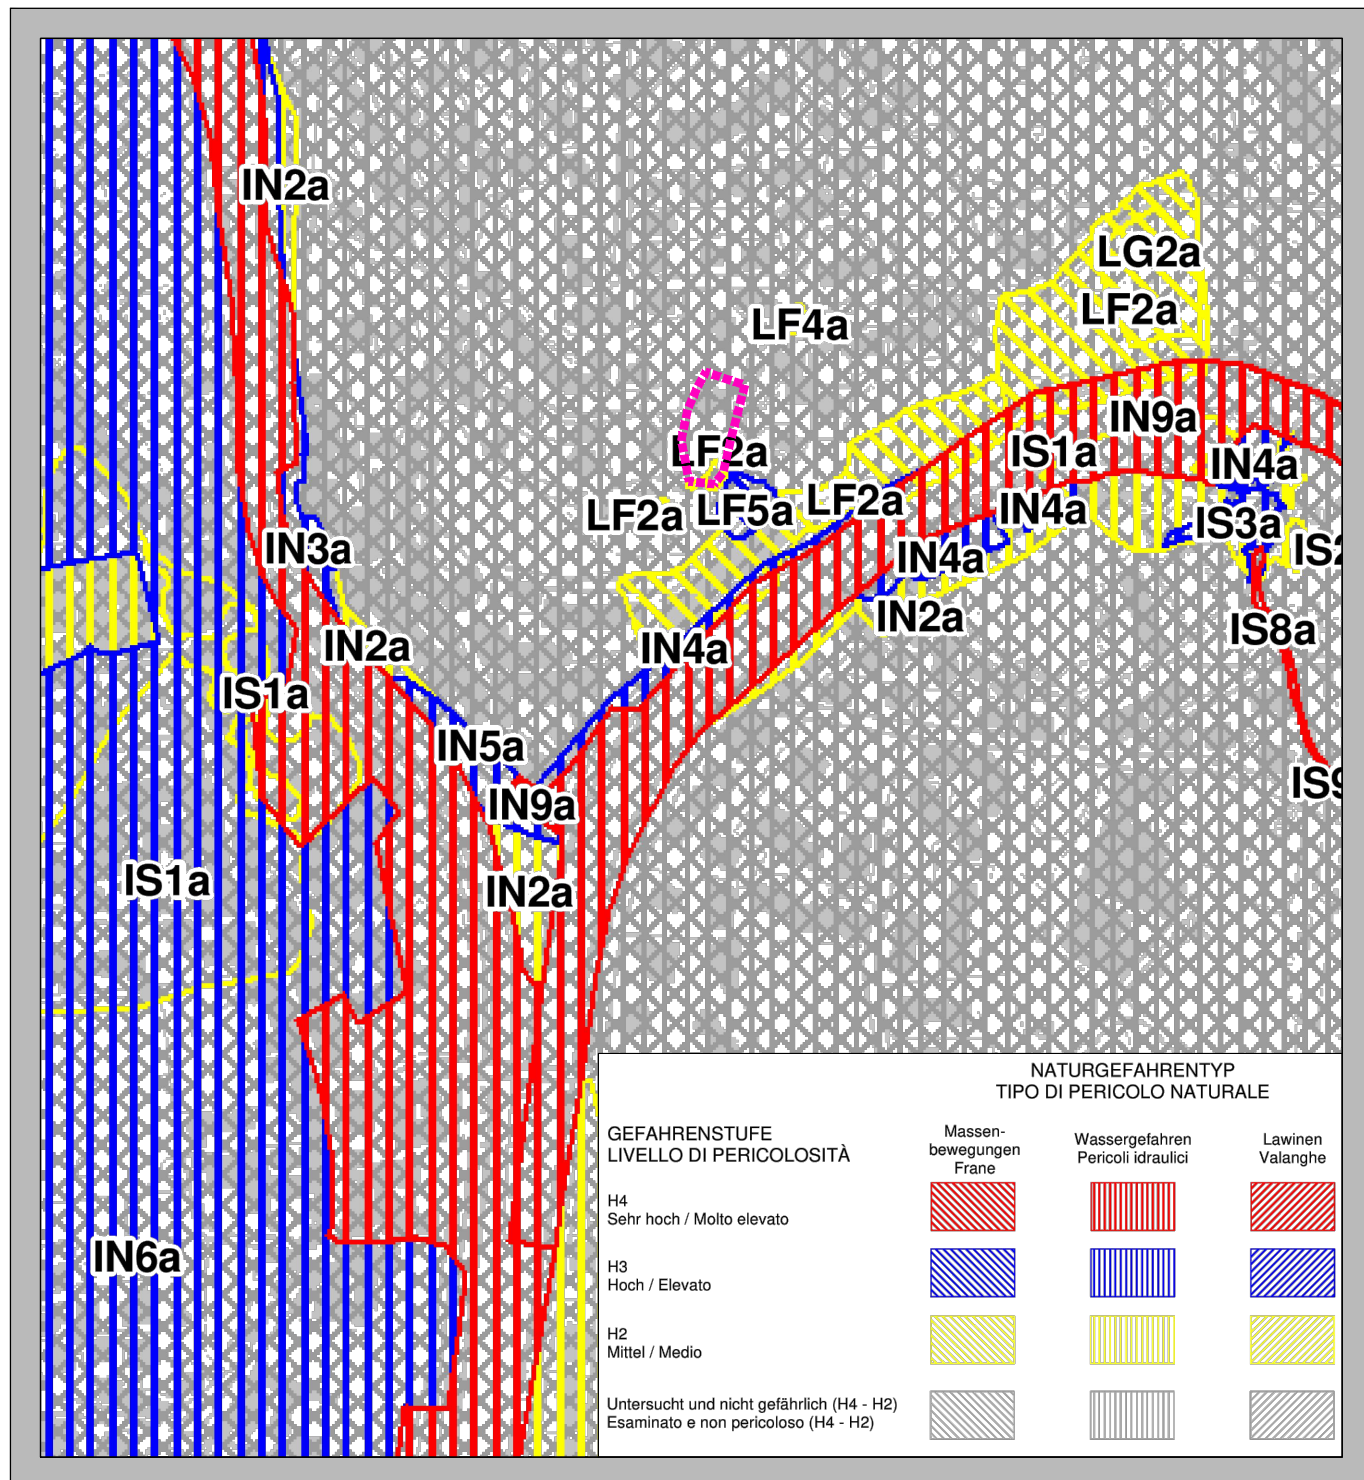 IN2a
LG2a
LF2a
LF4a
IN9a
LF2a
IS1a
IN4a
LF2a
LF5a
LF2a
IN4a
IS3a
IN3a
IN4a
IS2
IN2a
IS8a
IN2a
IN4a
IS1a
IN5a
IS9
IN9a
IS1a
IN2a
IN6a
NATURGEFAHRENTYP
TIPO DI PERICOLO NATURALE
GEFAHRENSTUFE
LIVELLO DI PERICOLOSITÀ
Massen-
bewegungen
Frane
Wassergefahren
Pericoli idraulici
Lawinen
Valanghe
H4
Sehr hoch / Molto elevato
H3
Hoch / Elevato
H2
Mittel / Medio
Untersucht und nicht gefährlich (H4 - H2)
Esaminato e non pericoloso (H4 - H2)